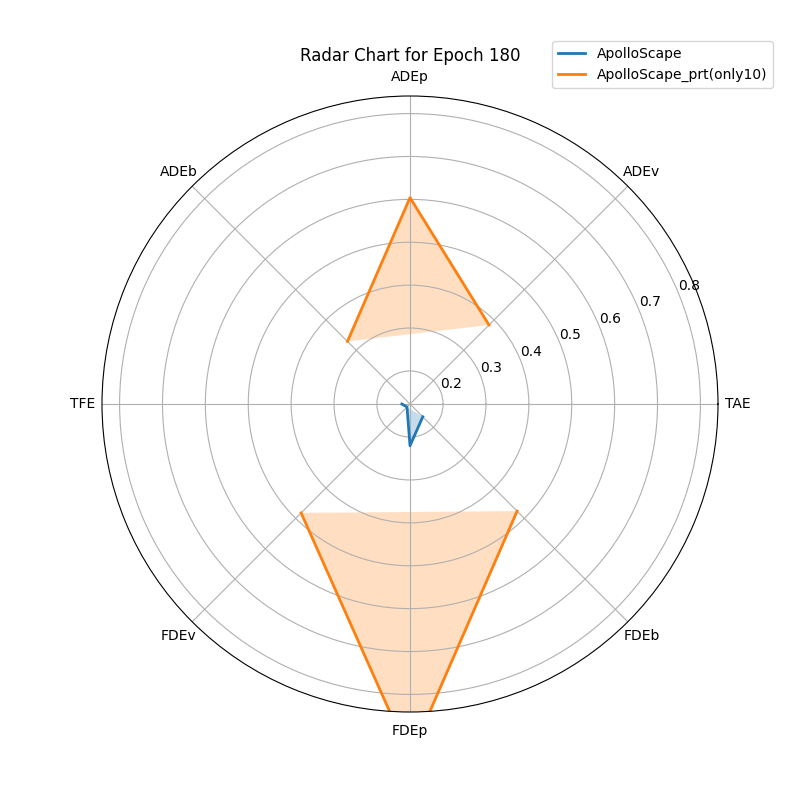 Radar Chart for Epoch 180
ApolloScape
ApolloScape_prt(only10)
ADEp
ADEb
ADEv
0.8
0.7
0.6
0.5
0.4
0.3
0.2
TFE
TAE
FDEv
FDEb
FDEp